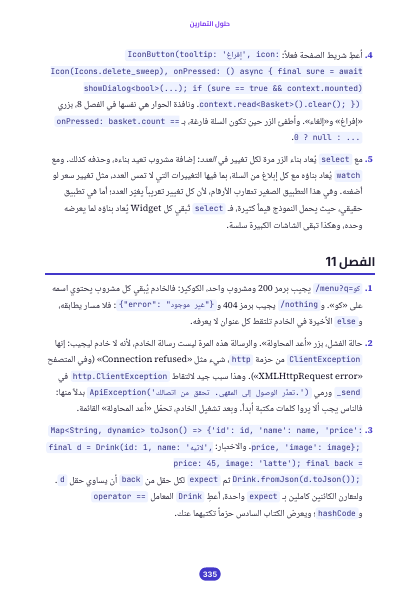 حلول التمارين
4. أعطِ شريط الصفحة فعلاً: IconButton(tooltip: 'إفراغ', icon:
Icon(Icons.delete_sweep), onPressed: () async { final sure = await
showDialog<bool>(...); if (sure == true && context.mounted)
context.read<Basket>().clear(); }). ونافذة الحوار هي نفسها في الفصل 8، بزري
«إفراغ» و«إلغاء». وأطفئ الزر حين تكون السلة فارغة، بـ onPressed: basket.count ==
0 ? null : ...
5. مع select يُعاد بناء الزر مرة لكل تغيير في العدد: إضافة مشروب تعيد بناءه، وحذفه كذلك. ومع
watch يُعاد بناؤه مع كل إبلاغ من السلة، بما فيها التغييرات التي لا تمس العدد، مثل تغيير سعر لو
أضفته. وفي هذا التطبيق الصغير تتقارب الأرقام، لأن كل تغيير تقريباً يغيّر العدد؛ أما في تطبيق
حقيقي، حيث يحمل النموذج قيماً كثيرة، فـ select تُبقي كل Widget يُعاد بناؤه لما يعرضه
وحده، وهكذا تبقى الشاشات الكبيرة سلسة.
الفصل 11
1. /menu?q=كو يجيب برمز 200 ومشروب واحد، الكوكيز: فالخادم يُبقي كل مشروب يحتوي اسمه
على «كو». و /nothing يجيب برمز 404 و {"error": "غير موجود"} : فلا مسار يطابقه،
و else الأخيرة في الخادم تلتقط كل عنوان لا يعرفه.
2. حالة الفشل، بزر «أعد المحاولة». والرسالة هذه المرة ليست رسالة الخادم، لأنه لا خادم ليجيب: إنها
ClientException من حزمة http ، شيء مثل «Connection refused» (وفي المتصفح
«XMLHttpRequest error»). وهذا سبب جيد لالتقاط http.ClientException في
_send ورمي ApiException('تعذّر الوصول إلى المقهى. تحقق من اتصالك.') بدلاً منها:
فالناس يجب ألا يروا كلمات مكتبة أبداً. وبعد تشغيل الخادم، تحمّل «أعد المحاولة» القائمة.
3. Map<String, dynamic> toJson() => {'id': id, 'name': name, 'price':
price, 'image': image};. والاختبار: final d = Drink(id: 1, name: 'لاتيه',
price: 45, image: 'latte'); final back =
Drink.fromJson(d.toJson()); ثم expect لكل حقل من back أن يساوي حقل d .
ولتقارن الكائنين كاملين بـ expect واحدة، أعطِ Drink المعامل operator ==
و hashCode ؛ ويعرض الكتاب السادس حزماً تكتبهما عنك.
335